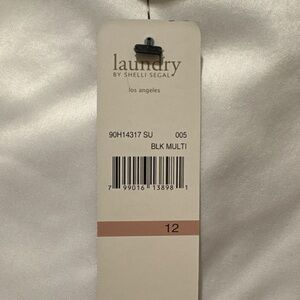 laundry
BY SHELLI SEGAL
los angeles
90H14317 SU 005
BLK MULTI
7 99016 13898 1
12